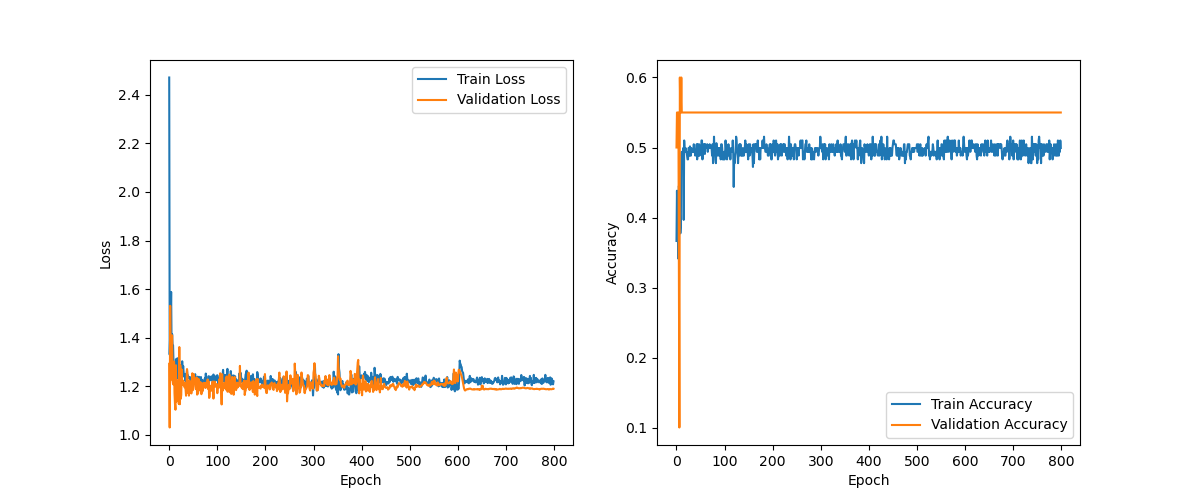 2.4
2.2
2.0
1.8
1.6
1.4
1.2
1.0
Loss
0 100 200 300 400 500 600 700 800
Epoch
Train Loss
Validation Loss
0.6
0.5
0.4
0.3
0.2
0.1
Accuracy
0 100 200 300 400 500 600 700 800
Epoch
Train Accuracy
Validation Accuracy